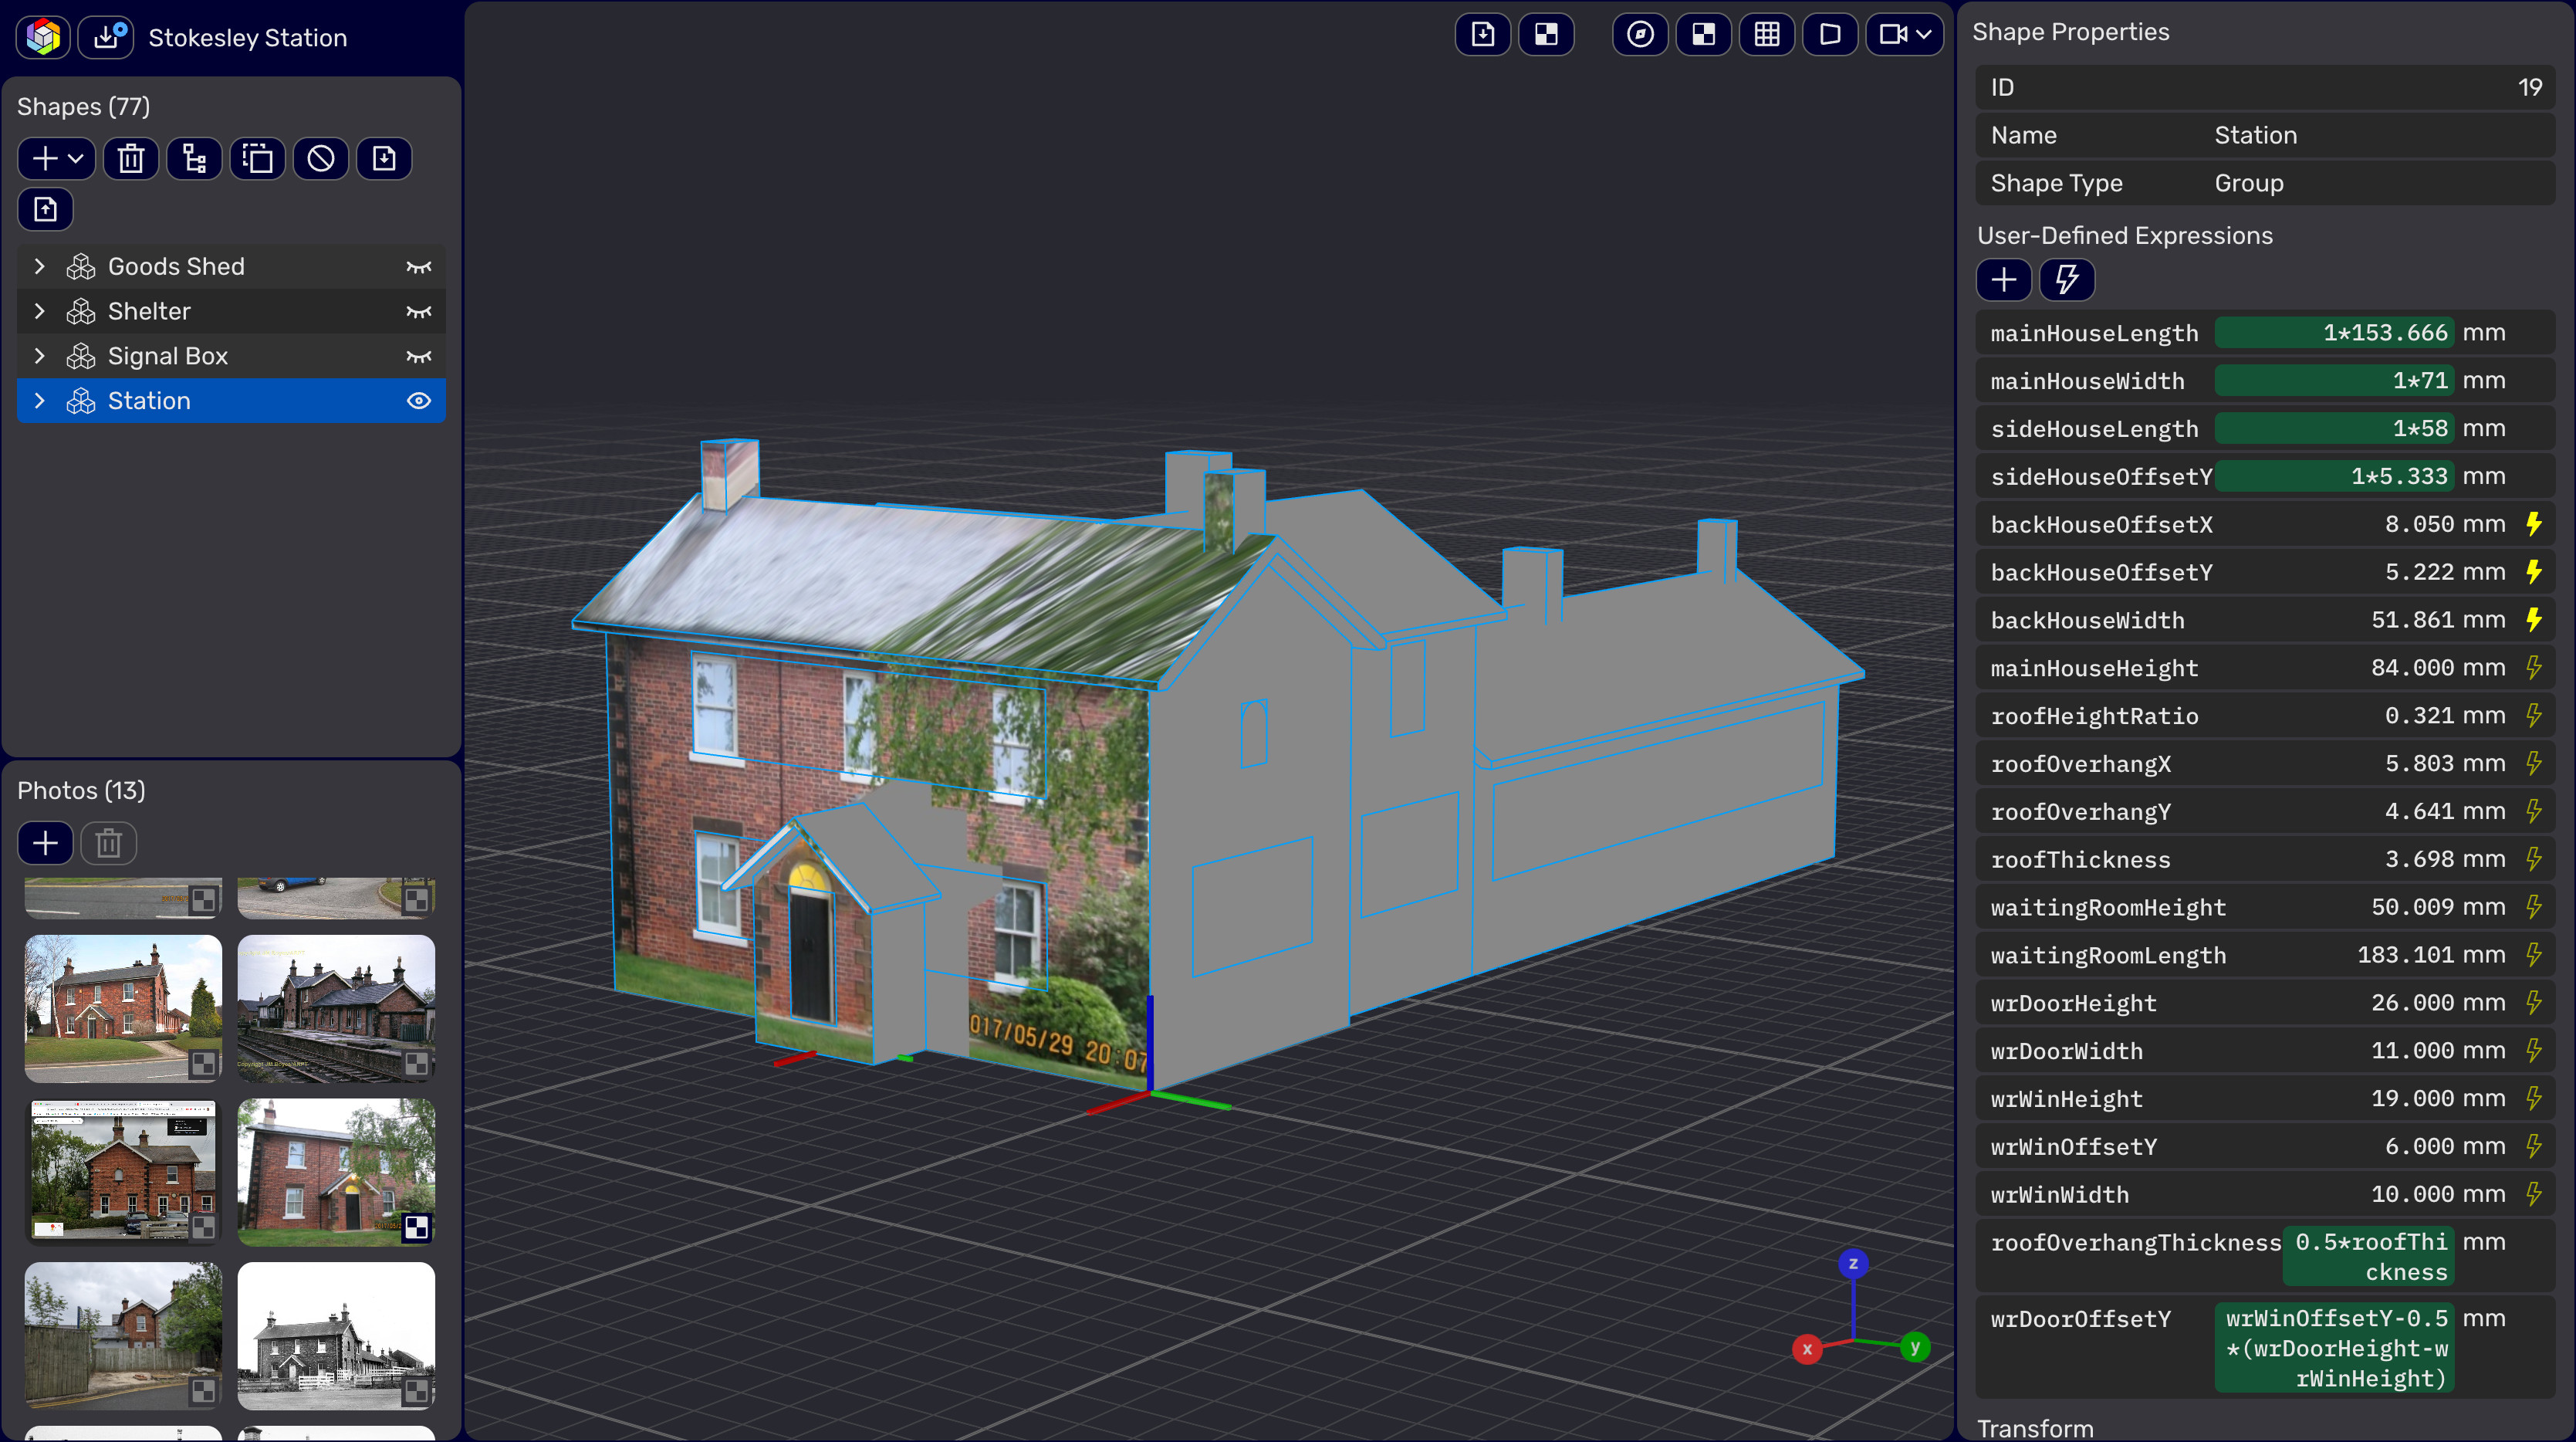 Stokesley Station
Shapes (77)
Goods Shed
Shelter
Signal Box
Station
Photos (13)
017/05/29 20:07
z
x
y
Shape Properties
ID 19
Name Station
Shape Type Group
User-Defined Expressions
mainHouseLength 1*153.666 mm
mainHouseWidth 1*71 mm
sideHouseLength 1*58 mm
sideHouseOffsetY 1*5.333 mm
backHouseOffsetX 8.050 mm
backHouseOffsetY 5.222 mm
backHouseWidth 51.861 mm
mainHouseHeight 84.000 mm
roofHeightRatio 0.321 mm
roofOverhangX 5.803 mm
roofOverhangY 4.641 mm
roofThickness 3.698 mm
waitingRoomHeight 50.009 mm
waitingRoomLength 183.101 mm
wrDoorHeight 26.000 mm
wrDoorWidth 11.000 mm
wrWinHeight 19.000 mm
wrWinOffsetY 6.000 mm
wrWinWidth 10.000 mm
roofOverhangThickness 0.5*roofThi mm
ckness
wrDoorOffsetY wrWinOffsetY-0.5 mm
*(wrDoorHeight-w
rWinHeight)
Transform